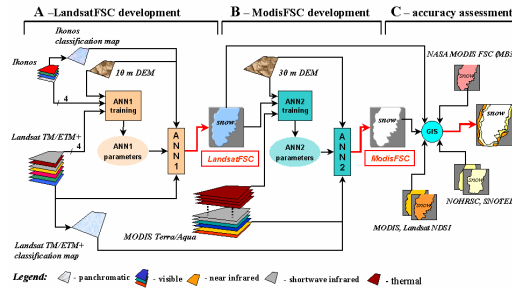 A –LandsatFSC development
B – ModisFSC development
C – accuracy assessment
Ikonos
classification map
NASA MODIS FSC (MB)
Ikonos
10 m DEM
30 m DEM
4
ANN1
training
ANN2
training
snow
snow
snow
snow
GIS
Landsat TM/ETM+
4
ANN1
parameters
ANN1
LandsatFSC
ANN2
parameters
ANN2
ModisFSC
snow
NOHRSC, SNOTEL
snow
MODIS Terra/Aqua
MODIS, Landsat NDSI
Landsat TM/ETM+
classification map
Legend: - panchromatic - visible - near infrared - shortwave infrared - thermal